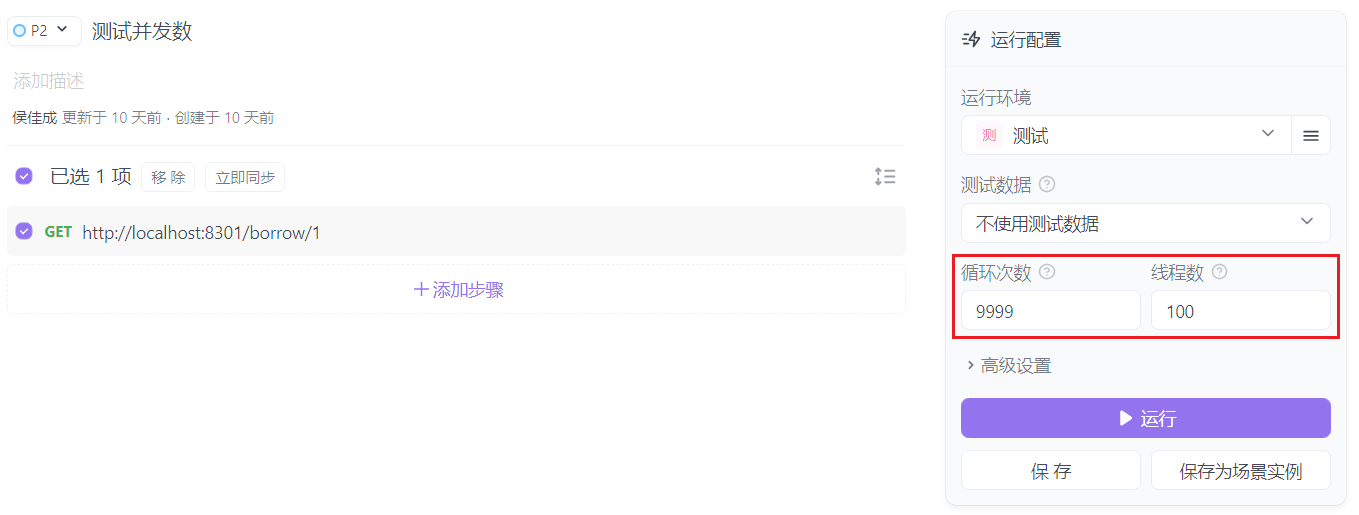 P2 测试并发数
添加描述
侯佳成 更新于 10 天前 · 创建于 10 天前
已选 1 项 移 除 立即同步
GET http://localhost:8301/borrow/1
添加步骤
运行配置
运行环境
测 测试
测试数据
不使用测试数据
循环次数 线程数
9999 100
高级设置
运行
保 存 保存为场景实例